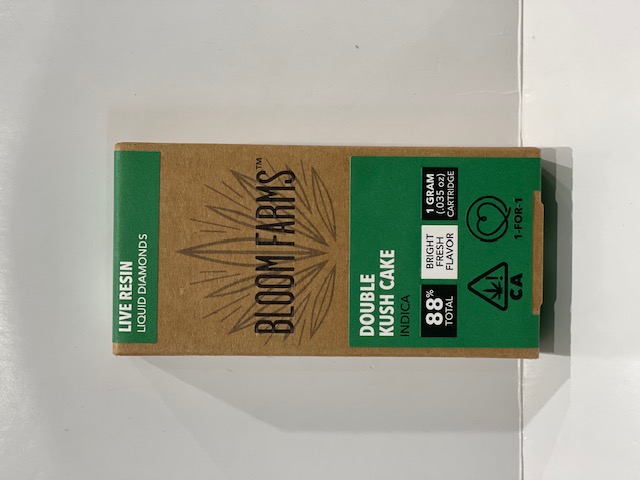 LIVE RESIN
LIQUID DIAMONDS
BLOOM FARMS™
DOUBLE
KUSH CAKE
INDICA
88%
TOTAL
BRIGHT
FRESH
FLAVOR
1 GRAM
(.035 oz)
CARTRIDGE
CA
1-FOR-1